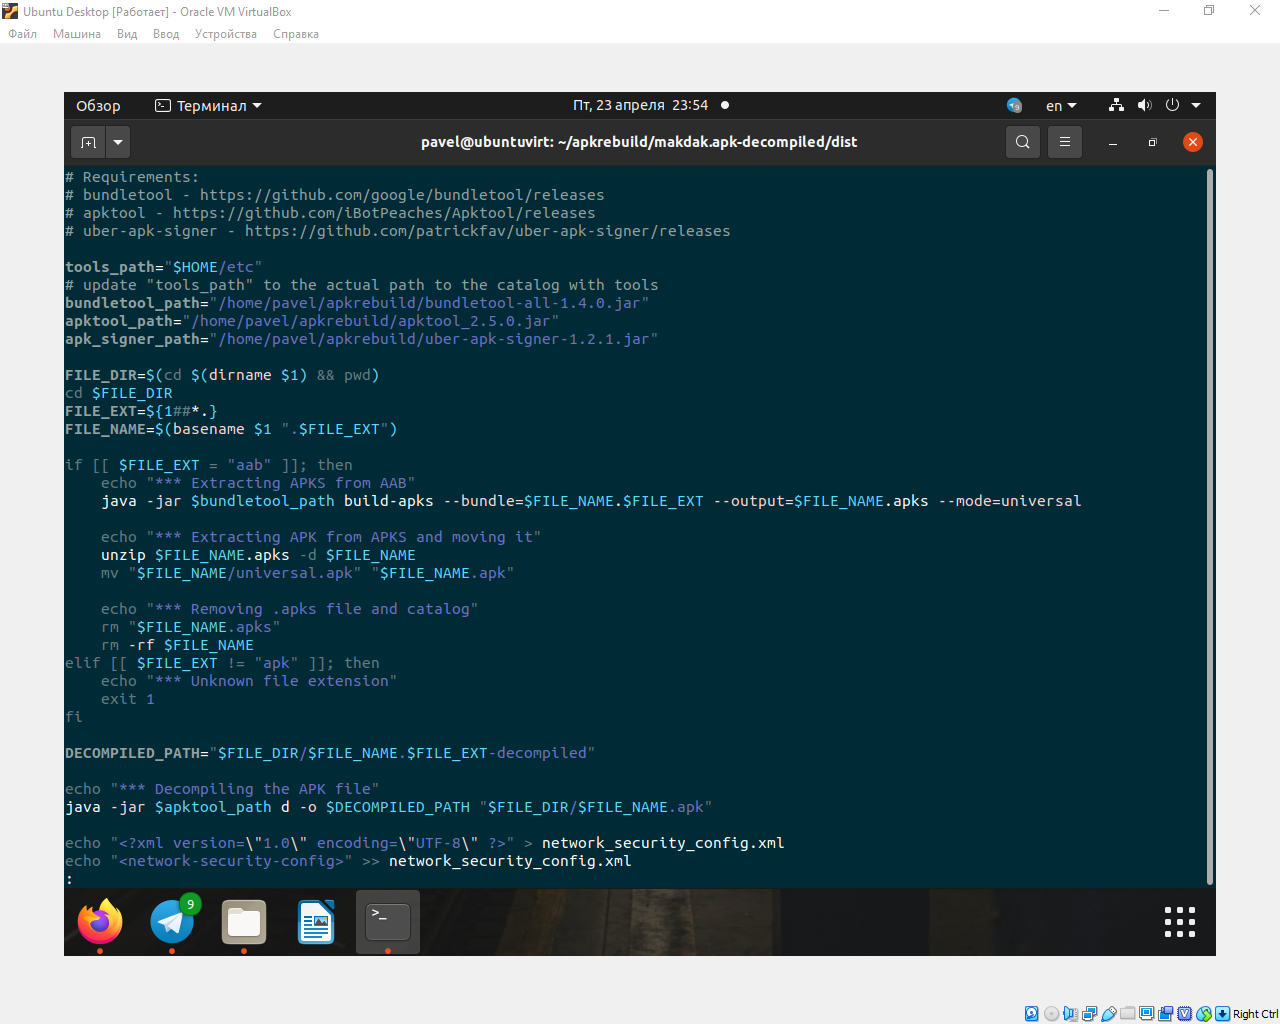 Ubuntu Desktop [Работает] - Oracle VM VirtualBox
Файл Машина Вид Ввод Устройства Справка
Обзор Терминал Пт, 23 апреля 23:54 en
pavel@ubuntuvirt: ~/apkrebuild/makdak.apk-decompiled/dist
# Requirements:
# bundletool - https://github.com/google/bundletool/releases
# apktool - https://github.com/iBotPeaches/Apktool/releases
# uber-apk-signer - https://github.com/patrickfav/uber-apk-signer/releases
tools_path="$HOME/etc"
# update "tools_path" to the actual path to the catalog with tools
bundletool_path="/home/pavel/apkrebuild/bundletool-all-1.4.0.jar"
apktool_path="/home/pavel/apkrebuild/apktool_2.5.0.jar"
apk_signer_path="/home/pavel/apkrebuild/uber-apk-signer-1.2.1.jar"
FILE_DIR=$(cd $(dirname $1) && pwd)
cd $FILE_DIR
FILE_EXT=${1##*.}
FILE_NAME=$(basename $1 ".$FILE_EXT")
if [[ $FILE_EXT = "aab" ]]; then
    echo "*** Extracting APKS from AAB"
    java -jar $bundletool_path build-apks --bundle=$FILE_NAME.$FILE_EXT --output=$FILE_NAME.apks --mode=universal
    echo "*** Extracting APK from APKS and moving it"
    unzip $FILE_NAME.apks -d $FILE_NAME
    mv "$FILE_NAME/universal.apk" "$FILE_NAME.apk"
    echo "*** Removing .apks file and catalog"
    rm "$FILE_NAME.apks"
    rm -rf $FILE_NAME
elif [[ $FILE_EXT != "apk" ]]; then
    echo "*** Unknown file extension"
    exit 1
fi
DECOMPILED_PATH="$FILE_DIR/$FILE_NAME.$FILE_EXT-decompiled"
echo "*** Decompiling the APK file"
java -jar $apktool_path d -o $DECOMPILED_PATH "$FILE_DIR/$FILE_NAME.apk"
echo "<?xml version=\"1.0\" encoding=\"UTF-8\" ?>" > network_security_config.xml
echo "<network-security-config>" >> network_security_config.xml
:
9
Right Ctrl